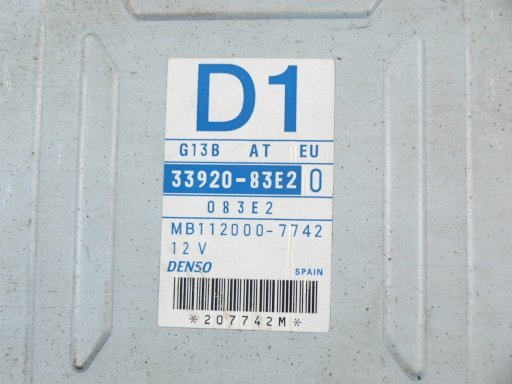 D1
G13B AT EU
33920-83E2 0
083E2
MB112000-7742
12V
DENSO SPAIN
*207742M*